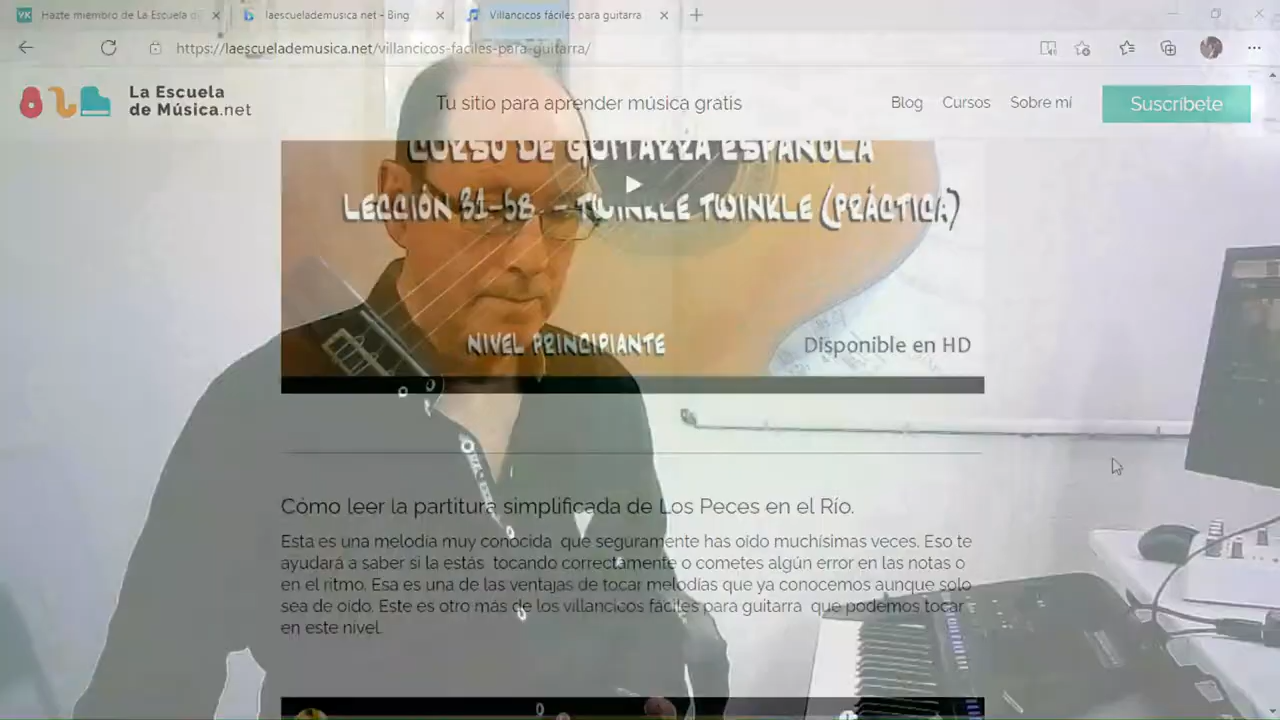 Hazte miembro de La Escuela d
laescuelademusica net - Bing
Villancicos fáciles para guitarra
https://laescuelademusica.net/villancicos-faciles-para-guitarra/
La Escuela
de Música.net
Tu sitio para aprender música gratis
Blog
Cursos
Sobre mí
Suscríbete
CURSO DE GUITARRA ESPAÑOLA
LECCIÓN 31-58 - TWINKLE TWINKLE (PRÁCTICA)
NIVEL PRINCIPIANTE
Disponible en HD
Cómo leer la partitura simplificada de Los Peces en el Río.
Esta es una melodía muy conocida que seguramente has oído muchísimas veces. Eso te
ayudará a saber si la estás tocando correctamente o cometes algún error en las notas o
en el ritmo. Esa es una de las ventajas de tocar melodías que ya conocemos aunque solo
sea de oído. Este es otro más de los villancicos fáciles para guitarra que podemos tocar
en este nivel.